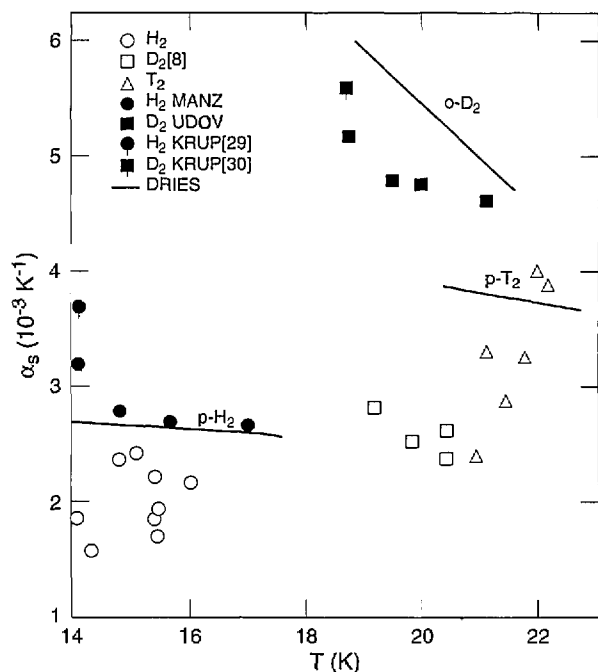 6
H₂
D₂[8]
T₂
H₂ MANZ
D₂ UDOV
H₂ KRUP[29]
D₂ KRUP[30]
DRIES
o-D₂
5
4
p-T₂
αs (10⁻³ K⁻¹)
3
p-H₂
2
1
14 16 18 20 22
T (K)